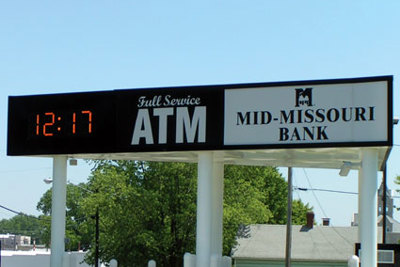 12:17
Full Service
ATM
MID-MISSOURI
BANK